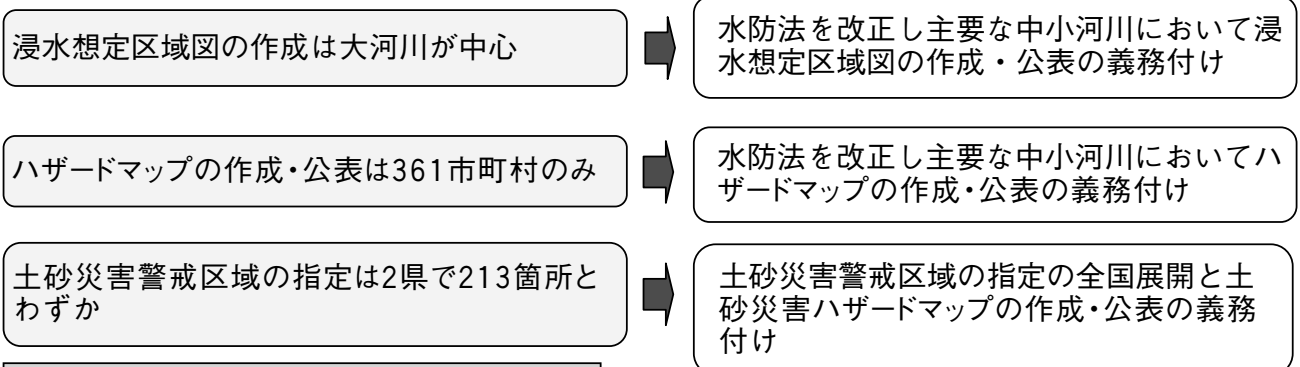 浸水想定区域図の作成は大河川が中心
水防法を改正し主要な中小河川において浸
水想定区域図の作成・公表の義務付け
ハザードマップの作成・公表は361市町村のみ
水防法を改正し主要な中小河川においてハ
ザードマップの作成・公表の義務付け
土砂災害警戒区域の指定は2県で213箇所と
わずか
土砂災害警戒区域の指定の全国展開と土
砂災害ハザードマップの作成・公表の義務
付け